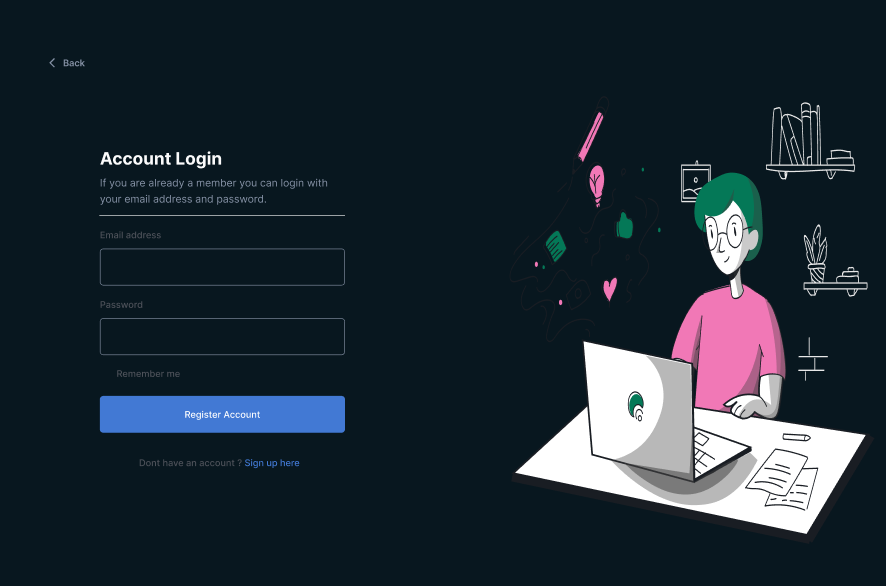 Back
Account Login
If you are already a member you can login with
your email address and password.
Email address
Password
Remember me
Register Account
Dont have an account ? Sign up here